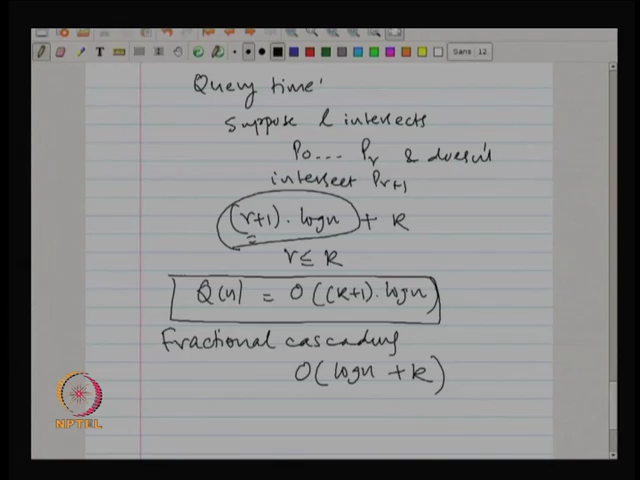 Sans 12
Query time'
Suppose l intersects
P0 ... Pr & doesn't
intersect Pr+1
(r+1) · logn + k
r ≤ k
Q(n) = O((k+1) · logn)
Fractional cascading
O(logn + k)
NPTEL